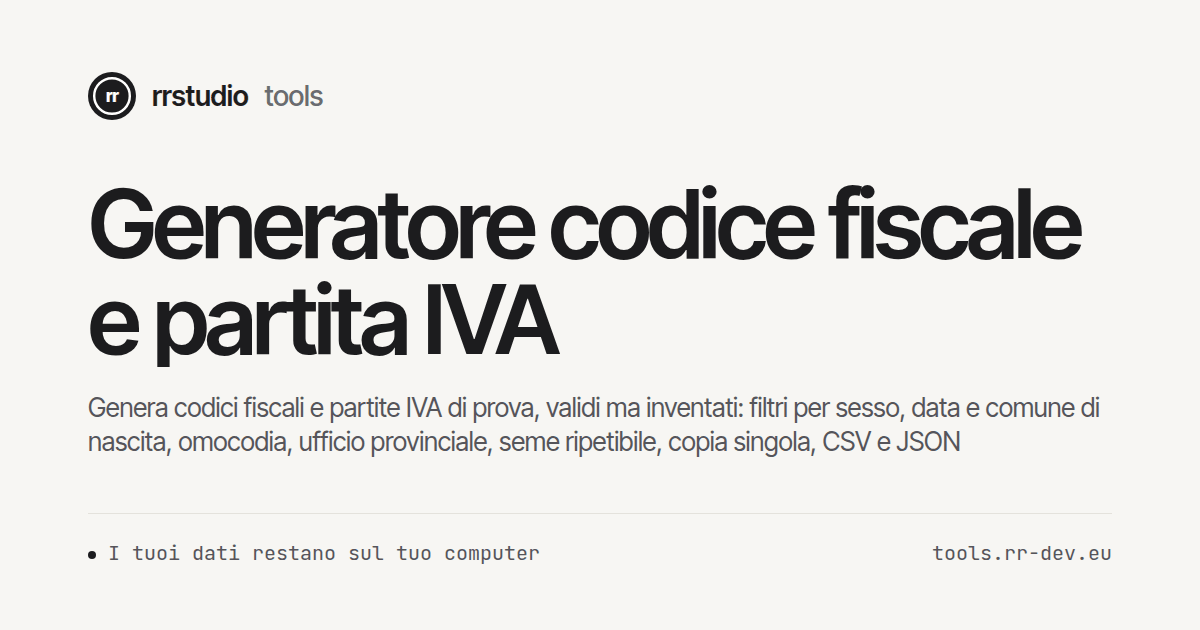 rr rrstudio tools
Generatore codice fiscale
e partita IVA
Genera codici fiscali e partite IVA di prova, validi ma inventati: filtri per sesso, data e comune di
nascita, omocodia, ufficio provinciale, seme ripetibile, copia singola, CSV e JSON
I tuoi dati restano sul tuo computer
tools.rr-dev.eu